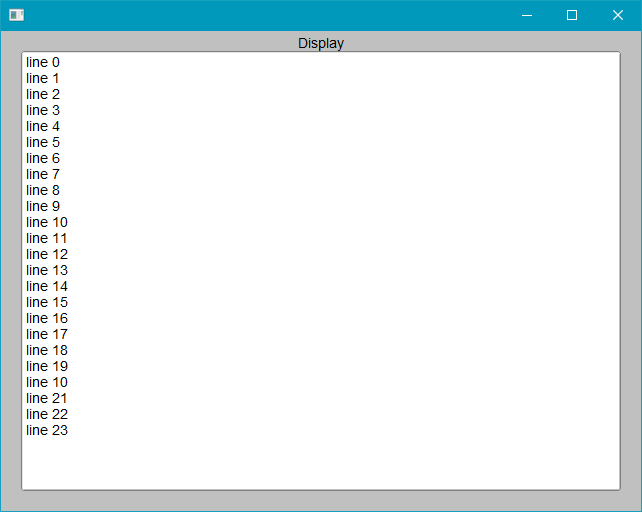 Display
line 0
line 1
line 2
line 3
line 4
line 5
line 6
line 7
line 8
line 9
line 10
line 11
line 12
line 13
line 14
line 15
line 16
line 17
line 18
line 19
line 10
line 21
line 22
line 23